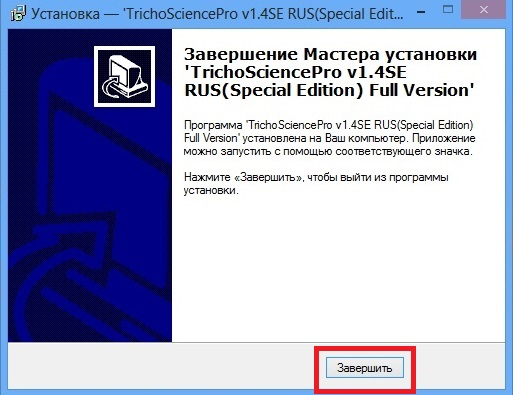 Установка — 'TrichoSciencePro v1.4SE RUS(Special Edit...
Завершение Мастера установки
'TrichoSciencePro v1.4SE
RUS(Special Edition) Full Version'
Программа 'TrichoSciencePro v1.4SE RUS(Special Edition)
Full Version' установлена на Ваш компьютер. Приложение
можно запустить с помощью соответствующего значка.
Нажмите «Завершить», чтобы выйти из программы
установки.
Завершить